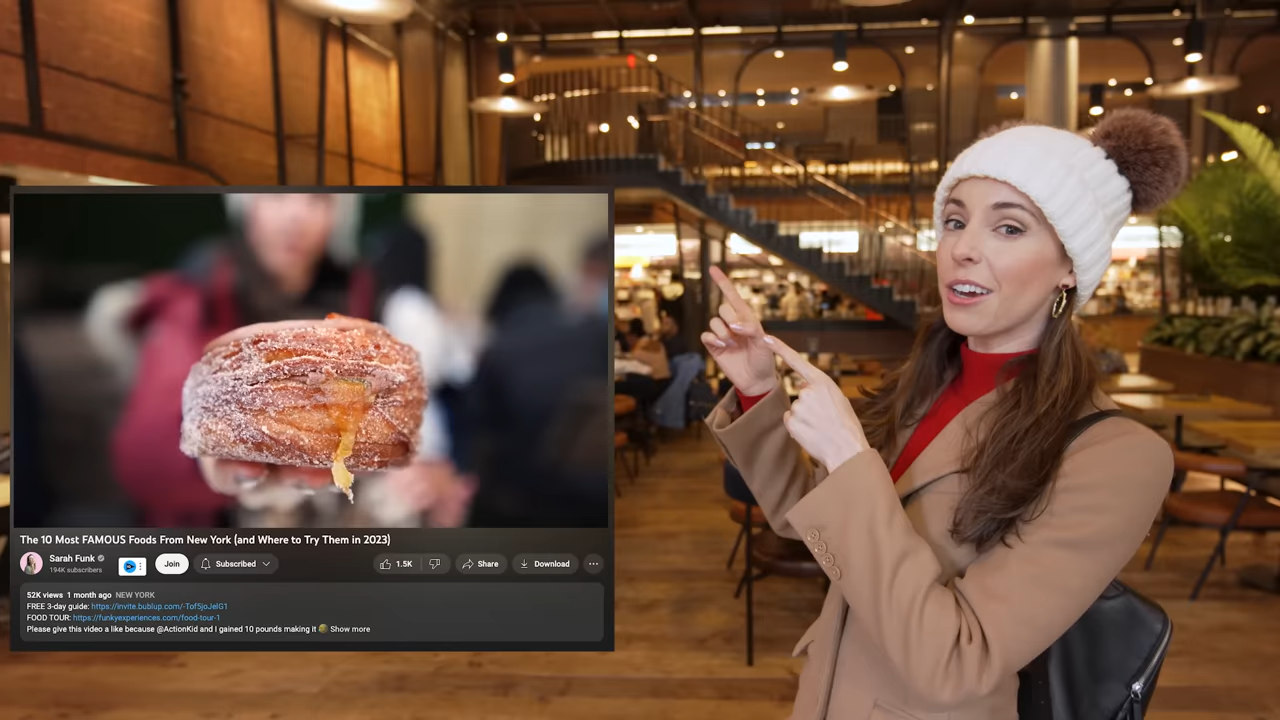 The 10 Most FAMOUS Foods From New York (and Where to Try Them in 2023)
Sarah Funk
194K subscribers
Join
Subscribed
1.5K
Share
Download
52K views 1 month ago NEW YORK
FREE 3-day guide: https://invite.bublup.com/-Tof5joJelG1
FOOD TOUR: https://funkyexperiences.com/food-tour-1
Please give this video a like because @ActionKid and I gained 10 pounds making it Show more